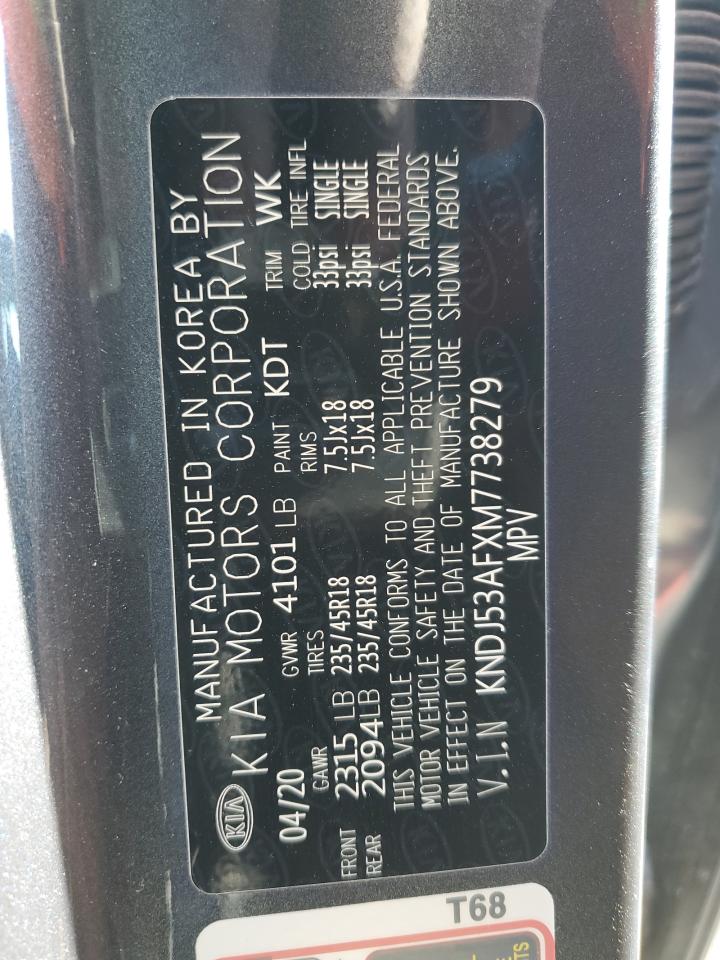 MANUFACTURED IN KOREA BY
KIA KIA MOTORS CORPORATION
04/20 GVWR 4101 LB PAINT KDT TRIM WK
GAWR TIRES RIMS COLD TIRE INFL
FRONT 2315 LB 235/45R18 7.5Jx18 33psi SINGLE
REAR 2094LB 235/45R18 7.5Jx18 33psi SINGLE
THIS VEHICLE CONFORMS TO ALL APPLICABLE U.S.A. FEDERAL
MOTOR VEHICLE SAFETY AND THEFT PREVENTION STANDARDS
IN EFFECT ON THE DATE OF MANUFACTURE SHOWN ABOVE.
V.I.N KNDJ53AFXM7738279
MPV
T68